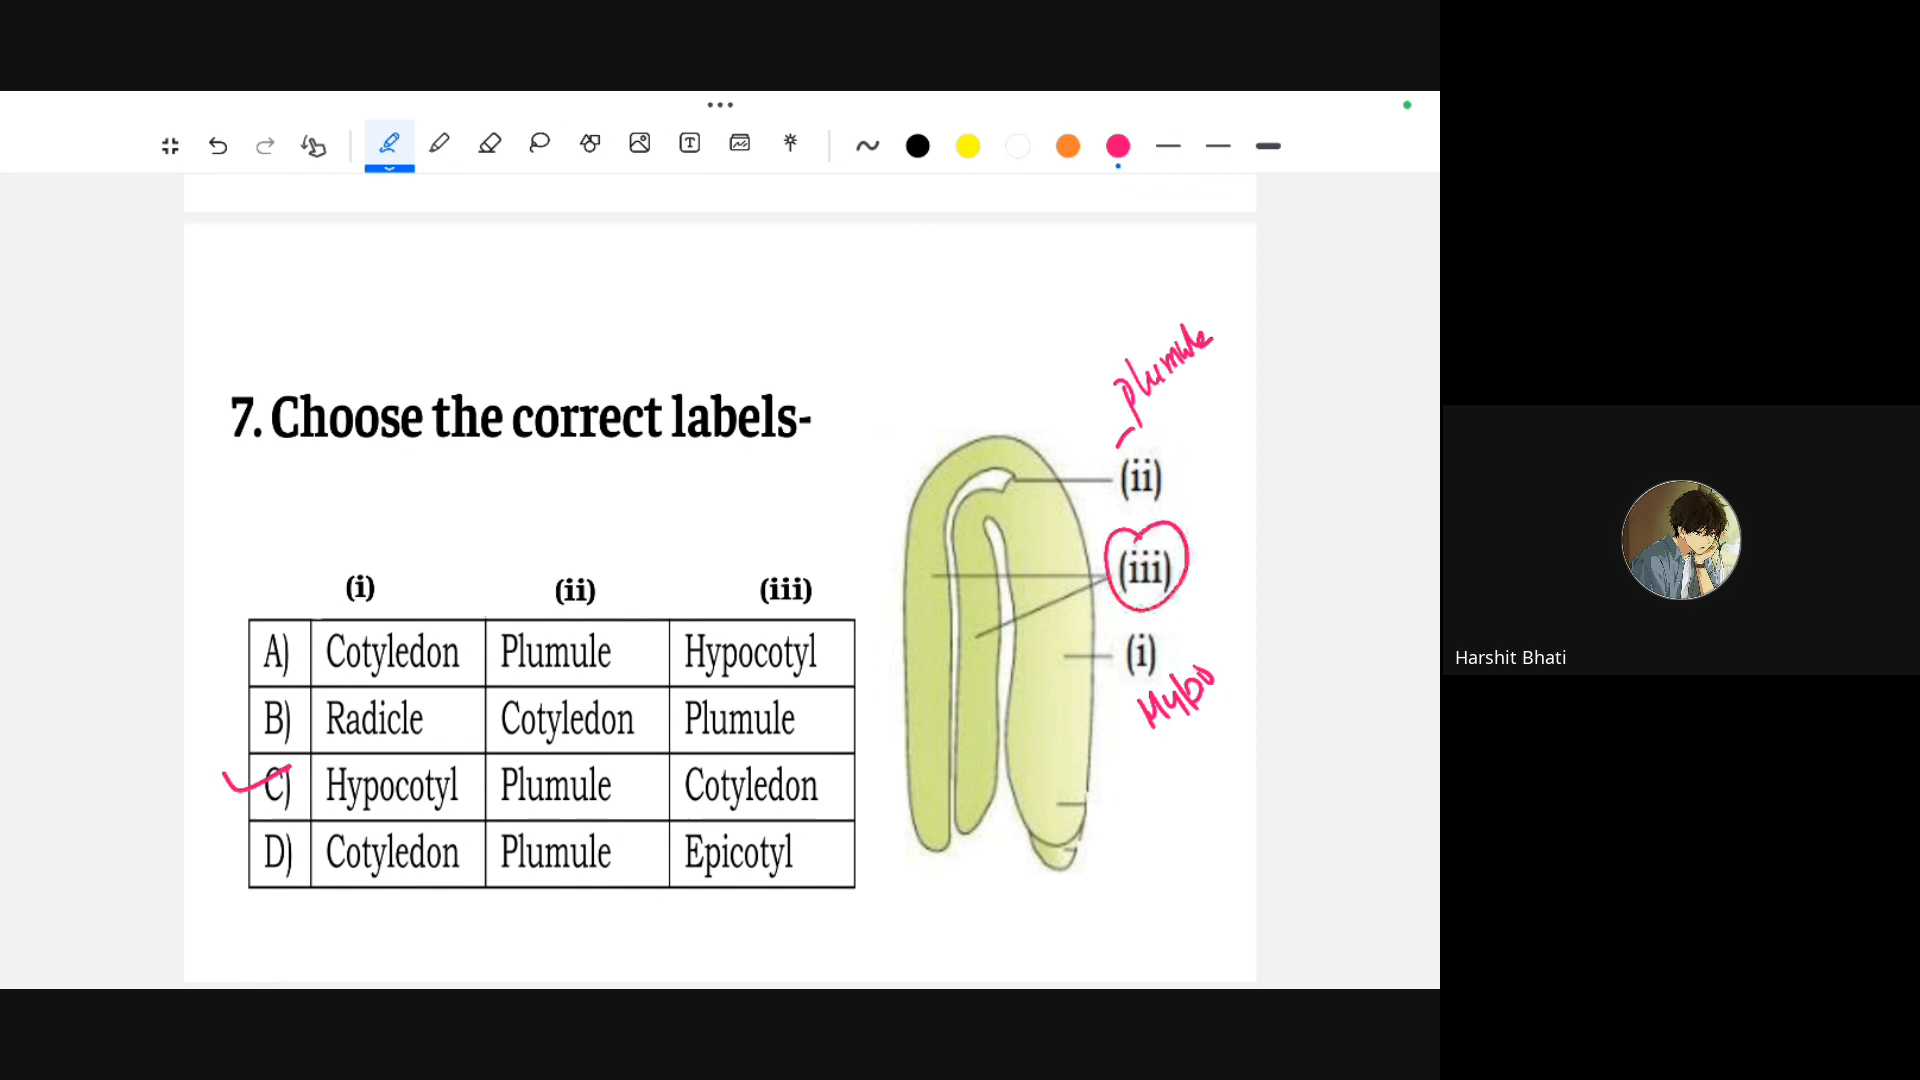 plumule
7. Choose the correct labels-
(ii)
(iii)
(i) (ii) (iii)
A) Cotyledon Plumule Hypocotyl
(i)
Hypo
B) Radicle Cotyledon Plumule
C) Hypocotyl Plumule Cotyledon
D) Cotyledon Plumule Epicotyl
Harshit Bhati